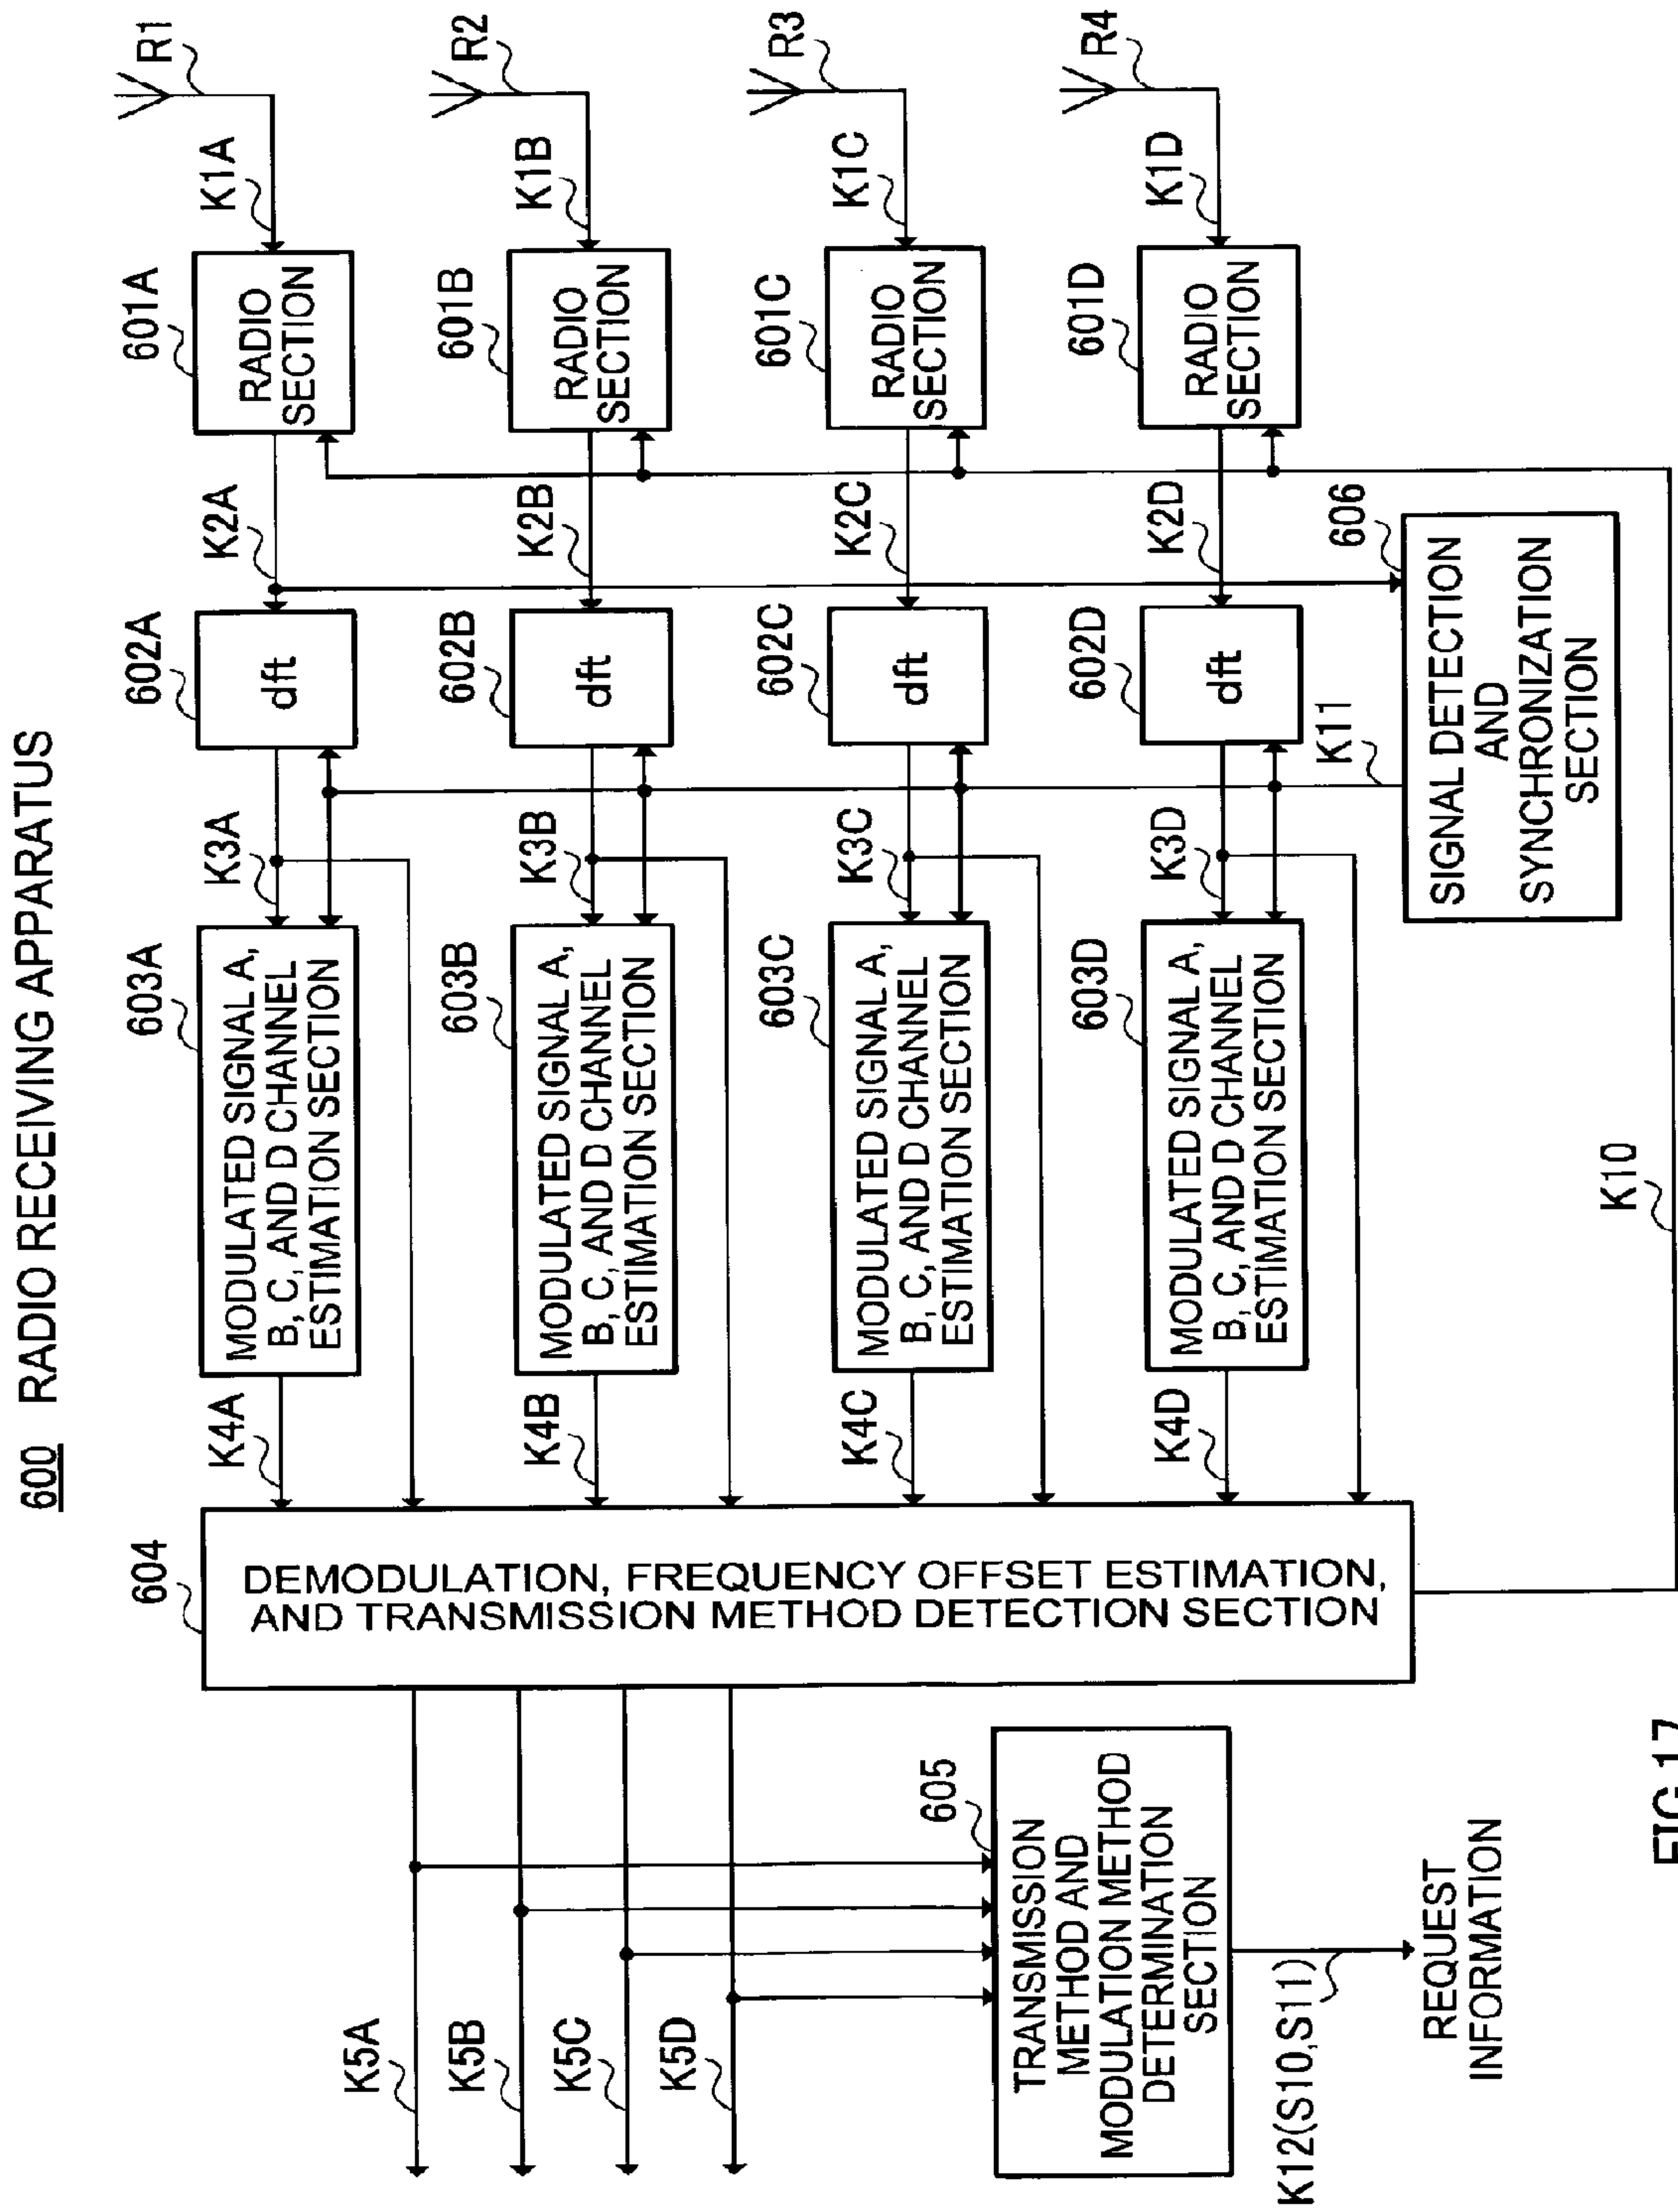 600 RADIO RECEIVING APPARATUS
R1
K1A
601A
RADIO
SECTION
K2A
602A
dft
K3A
603A
MODULATED SIGNAL A,
B, C, AND D CHANNEL
ESTIMATION SECTION
K4A
R2
K1B
601B
RADIO
SECTION
K2B
602B
dft
K3B
603B
MODULATED SIGNAL A,
B, C, AND D CHANNEL
ESTIMATION SECTION
K4B
R3
K1C
601C
RADIO
SECTION
K2C
602C
dft
K3C
603C
MODULATED SIGNAL A,
B, C, AND D CHANNEL
ESTIMATION SECTION
K4C
R4
K1D
601D
RADIO
SECTION
K2D
602D
dft
K3D
603D
MODULATED SIGNAL A,
B, C, AND D CHANNEL
ESTIMATION SECTION
K4D
606
SIGNAL DETECTION
AND
SYNCHRONIZATION
SECTION
K11
K10
604
DEMODULATION, FREQUENCY OFFSET ESTIMATION,
AND TRANSMISSION METHOD DETECTION SECTION
K5A
K5B
K5C
K5D
605
TRANSMISSION
METHOD AND
MODULATION METHOD
DETERMINATION
SECTION
K12(S10,S11)
REQUEST
INFORMATION
FIG.17